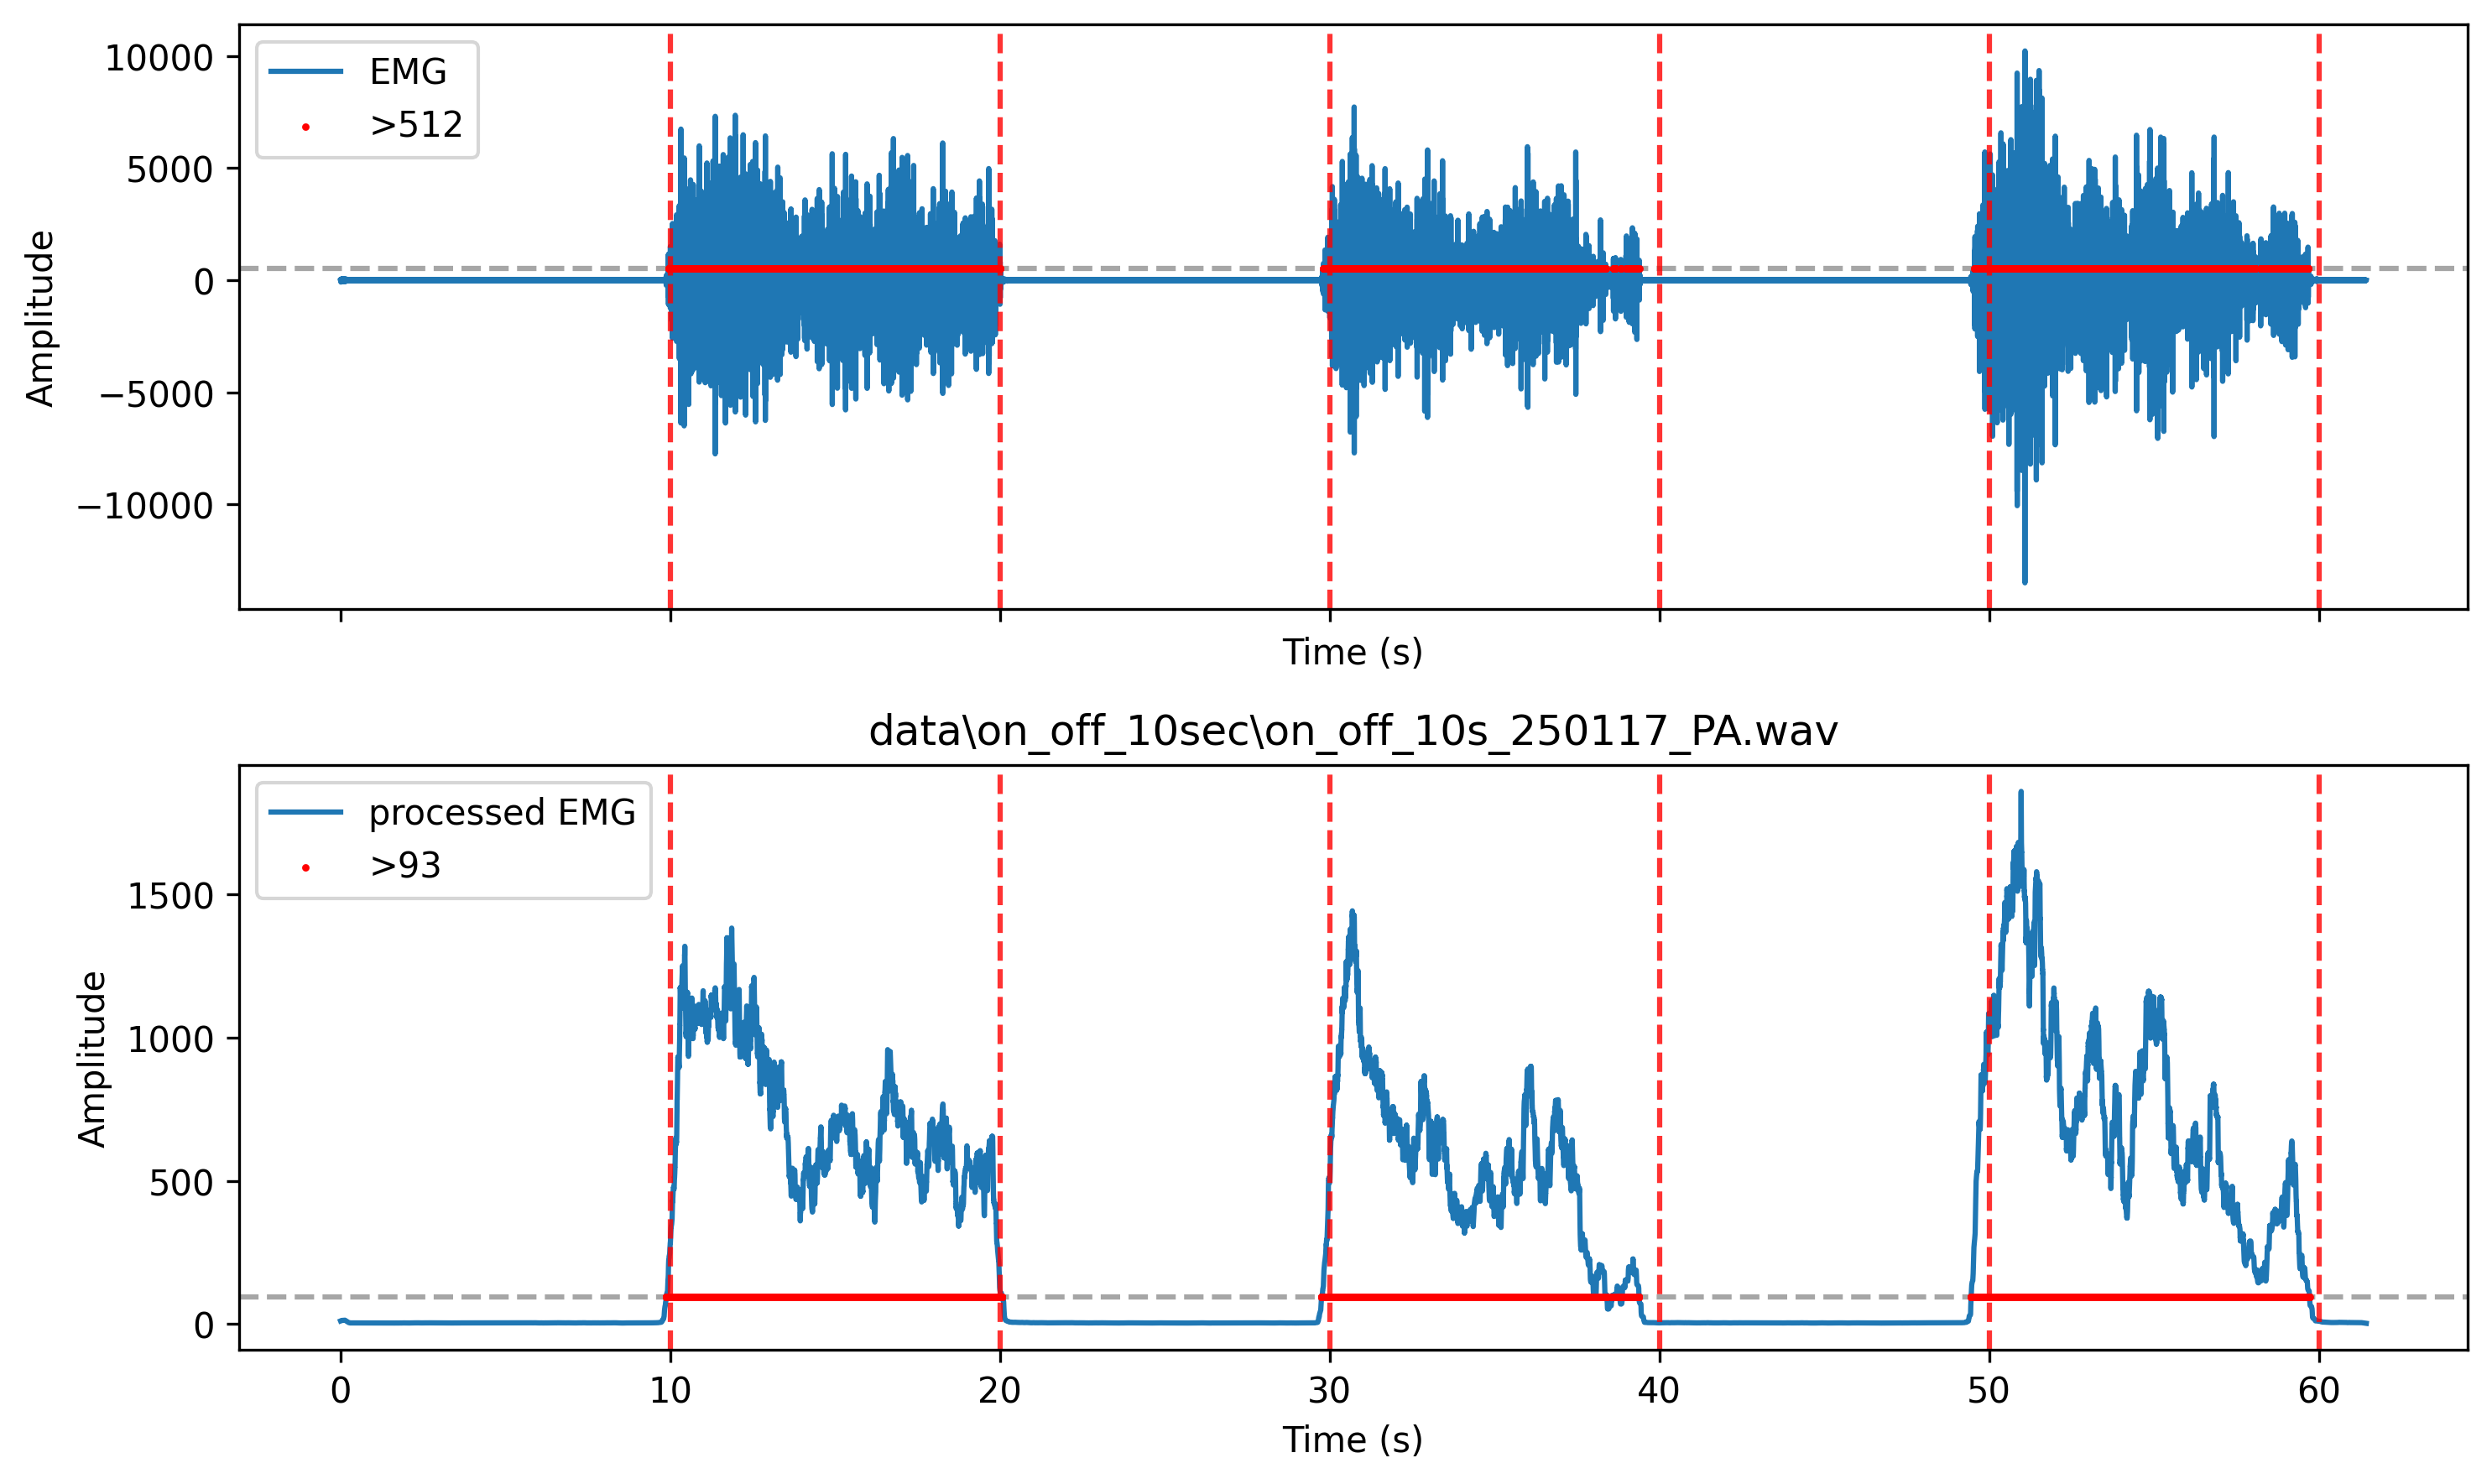 EMG
>512
10000
5000
0
−5000
−10000
Amplitude
Time (s)
data\on_off_10sec\on_off_10s_250117_PA.wav
processed EMG
>93
1500
1000
500
0
Amplitude
0 10 20 30 40 50 60
Time (s)